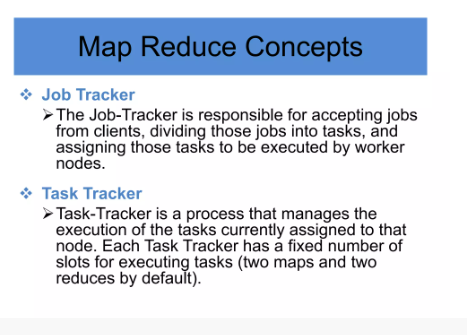 Map Reduce Concepts
❖ Job Tracker
➢The Job-Tracker is responsible for accepting jobs
from clients, dividing those jobs into tasks, and
assigning those tasks to be executed by worker
nodes.
❖ Task Tracker
➢Task-Tracker is a process that manages the
execution of the tasks currently assigned to that
node. Each Task Tracker has a fixed number of
slots for executing tasks (two maps and two
reduces by default).